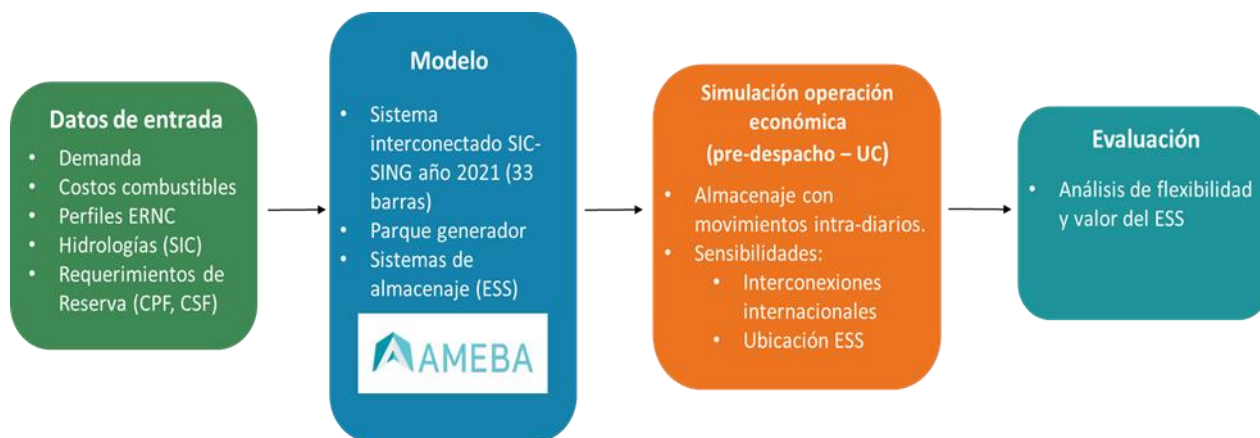 Datos de entrada
• Demanda
• Costos combustibles
• Perfiles ERNC
• Hidrologías (SIC)
• Requerimientos de
Reserva (CPF, CSF)
Modelo
• Sistema
interconectado SIC-
SING año 2021 (33
barras)
• Parque generador
• Sistemas de
almacenaje (ESS)
AMEBA
Simulación operación
económica
(pre-despacho – UC)
• Almacenaje con
movimientos intra-diarios.
• Sensibilidades:
• Interconexiones
internacionales
• Ubicación ESS
Evaluación
• Análisis de flexibilidad
y valor del ESS